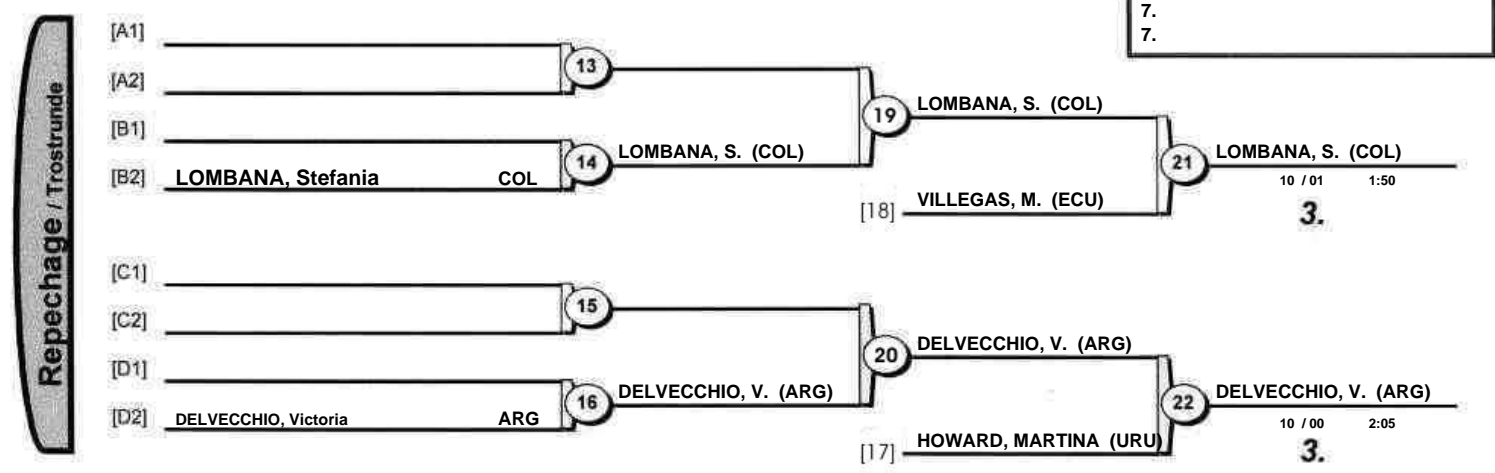 7.
7.
Repechage / Trostrunde
[A1]
[A2]
13
[B1]
[B2] LOMBANA, Stefania COL
14 LOMBANA, S. (COL)
19 LOMBANA, S. (COL)
[18] VILLEGAS, M. (ECU)
21 LOMBANA, S. (COL)
10 / 01 1:50
3.
[C1]
[C2]
15
[D1]
[D2] DELVECCHIO, Victoria ARG
16 DELVECCHIO, V. (ARG)
20 DELVECCHIO, V. (ARG)
[17] HOWARD, MARTINA (URU)
22 DELVECCHIO, V. (ARG)
10 / 00 2:05
3.